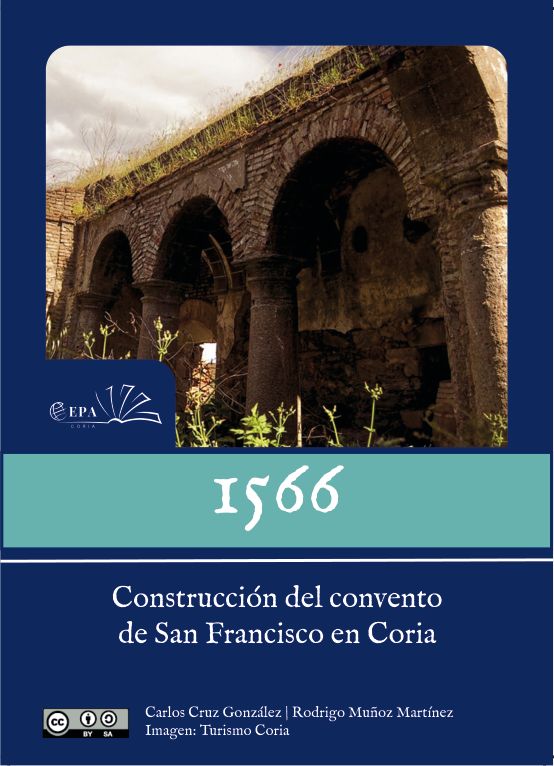 EPA
CORIA
1566
Construcción del convento
de San Francisco en Coria
Carlos Cruz González | Rodrigo Muñoz Martínez
Imagen: Turismo Coria
cc
BY SA